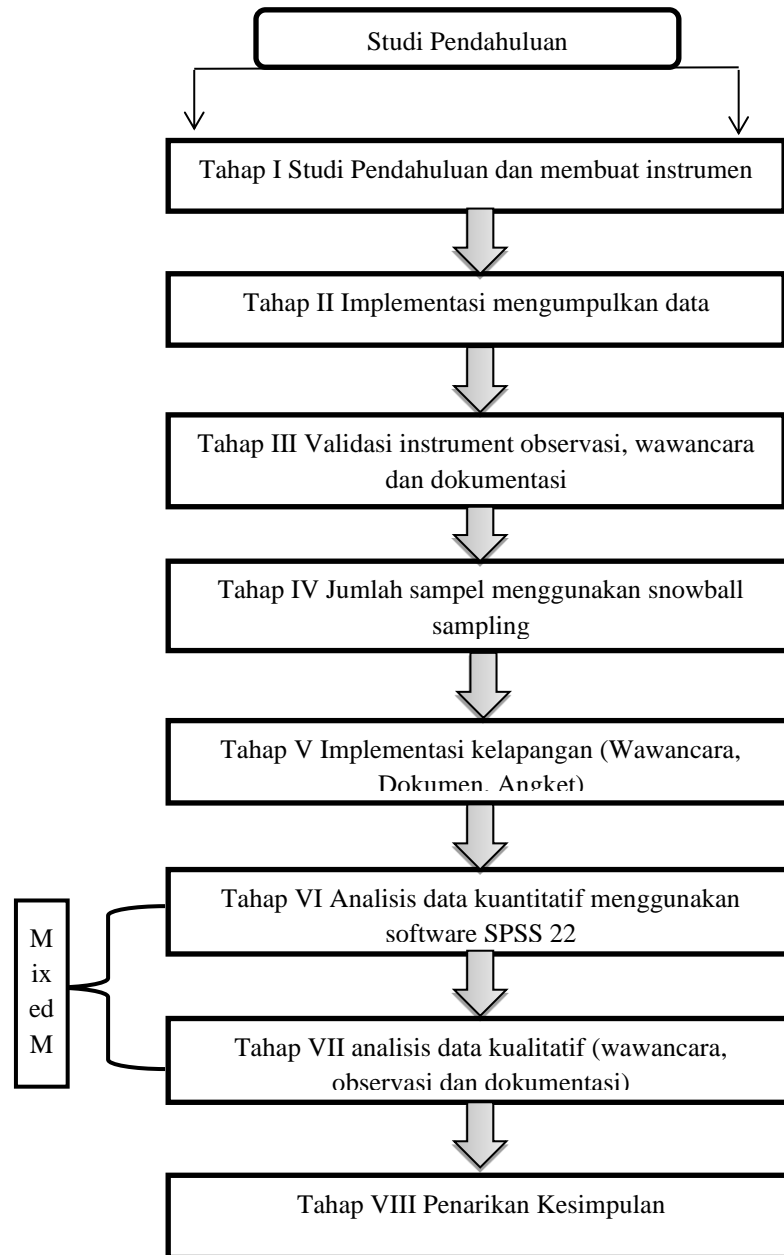 Studi Pendahuluan
Tahap I Studi Pendahuluan dan membuat instrumen
Tahap II Implementasi mengumpulkan data
Tahap III Validasi instrument observasi, wawancara
dan dokumentasi
Tahap IV Jumlah sampel menggunakan snowball
sampling
Tahap V Implementasi kelapangan (Wawancara,
Dokumen, Angket)
Tahap VI Analisis data kuantitatif menggunakan
software SPSS 22
M
ix
ed
M
Tahap VII analisis data kualitatif (wawancara,
observasi dan dokumentasi)
Tahap VIII Penarikan Kesimpulan